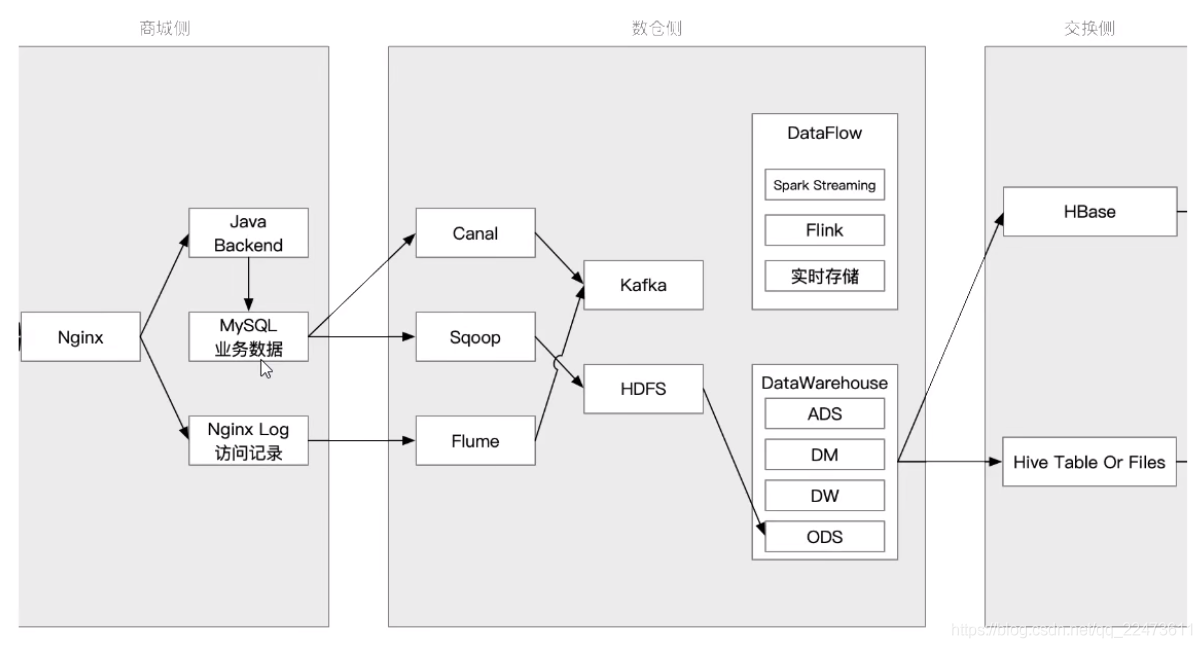 商城侧
数仓侧
交换侧
Nginx
Java
Backend
MySQL
业务数据
Nginx Log
访问记录
Canal
Sqoop
Flume
Kafka
HDFS
DataFlow
Spark Streaming
Flink
实时存储
DataWarehouse
ADS
DM
DW
ODS
HBase
Hive Table Or Files
https://blog.csdn.net/qq_22473611